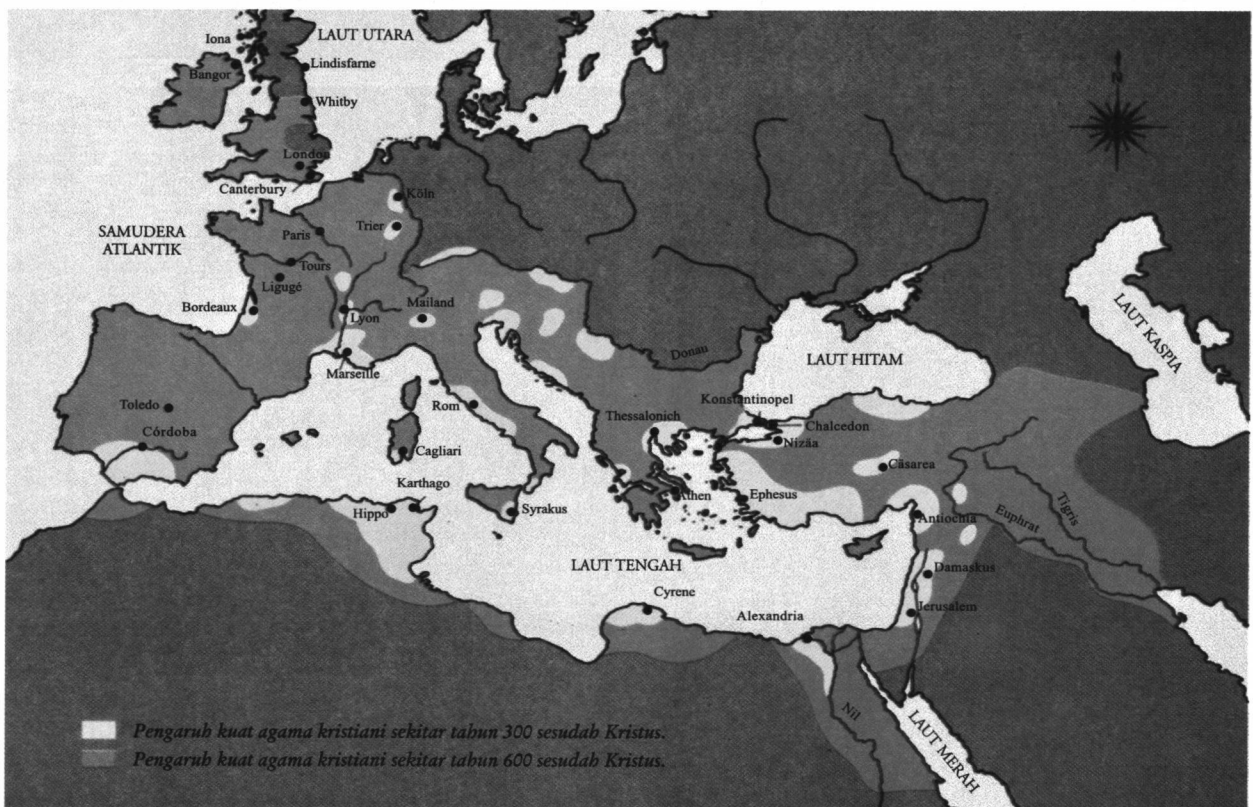 Iona
LAUT UTARA
Bangor
Lindisfarne
Whitby
London
Canterbury
Köln
SAMUDERA
ATLANTIK
Paris
Trier
Tours
Ligugé
Bordeaux
Lyon
Mailand
Marseille
Donau
LAUT HITAM
LAUT KASPIA
N
Toledo
Córdoba
Rom
Cagliari
Karthago
Hippo
Syrakus
Thessalonich
Konstantinopel
Chalcedon
Nizäa
Cäsarea
Athen
Ephesus
Antiochia
Euphrat
Tigris
LAUT TENGAH
Damaskus
Cyrene
Alexandria
Jerusalem
Nil
LAUT MERAH
Pengaruh kuat agama kristiani sekitar tahun 300 sesudah Kristus.
Pengaruh kuat agama kristiani sekitar tahun 600 sesudah Kristus.